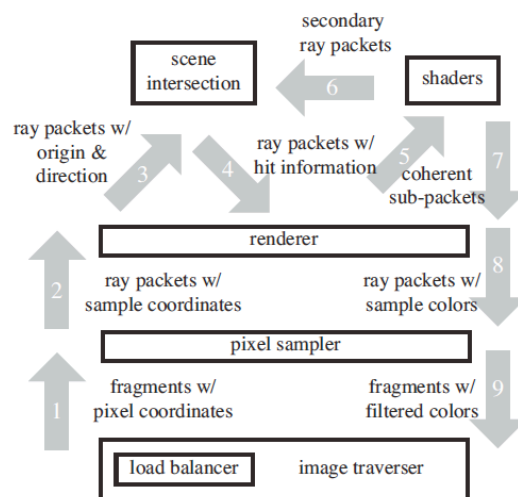 secondary
ray packets
scene
intersection
6
shaders
ray packets w/
origin &
direction
3
4
ray packets w/
hit information
5
coherent
sub-packets
7
renderer
2
ray packets w/
sample coordinates
ray packets w/
sample colors
8
pixel sampler
1
fragments w/
pixel coordinates
fragments w/
filtered colors
9
load balancer
image traverser